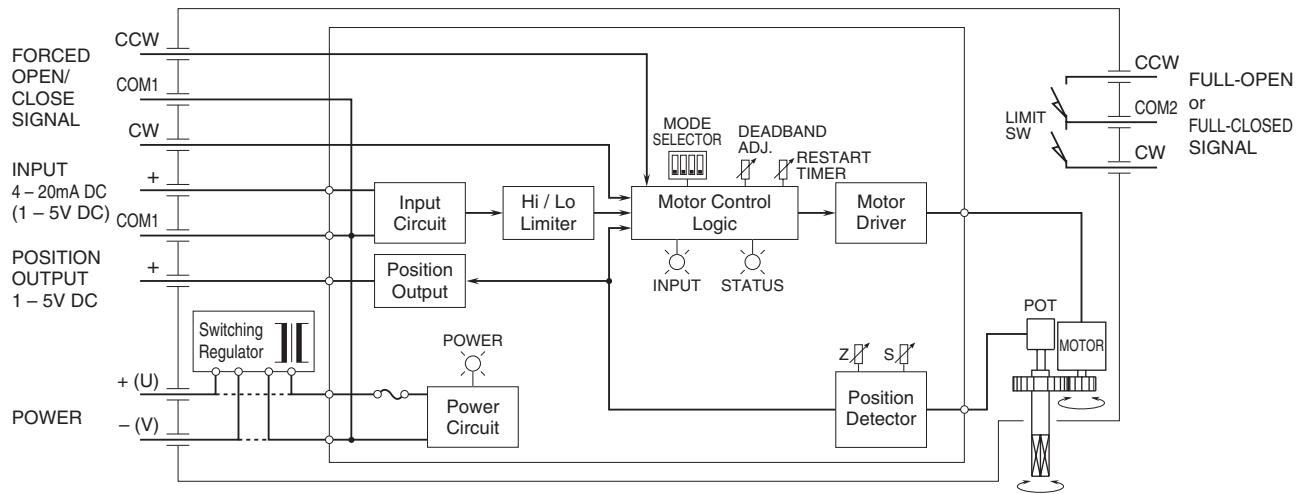 FORCED
OPEN/
CLOSE
SIGNAL
CCW
COM1
CW
INPUT
4 – 20mA DC
(1 – 5V DC)
+
COM1
POSITION
OUTPUT
1 – 5V DC
+
POWER
+ (U)
– (V)
Switching
Regulator
Input
Circuit
Hi / Lo
Limiter
Position
Output
POWER
Power
Circuit
MODE
SELECTOR
DEADBAND
ADJ.
RESTART
TIMER
Motor Control
Logic
INPUT
STATUS
Motor
Driver
Z
S
Position
Detector
POT
MOTOR
LIMIT
SW
CCW
COM2
CW
FULL-OPEN
or
FULL-CLOSED
SIGNAL